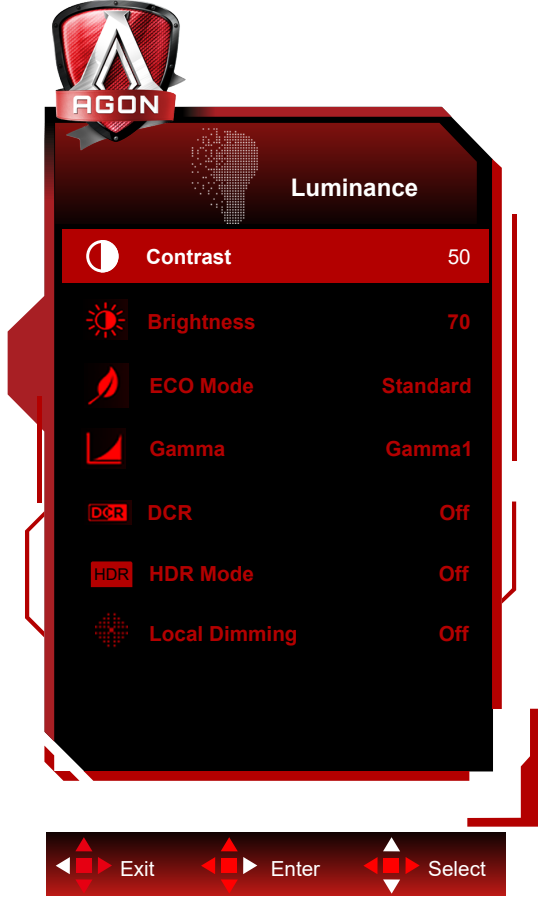 AGON
Luminance
Contrast 50
Brightness 70
ECO Mode Standard
Gamma Gamma1
DCR DCR Off
HDR HDR Mode Off
Local Dimming Off
Exit Enter Select